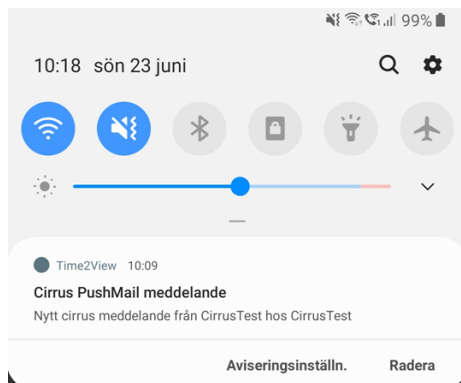 99%
10:18 sön 23 juni
Time2View 10:09
Cirrus PushMail meddelande
Nytt cirrus meddelande från CirrusTest hos CirrusTest
Aviseringsinställn. Radera